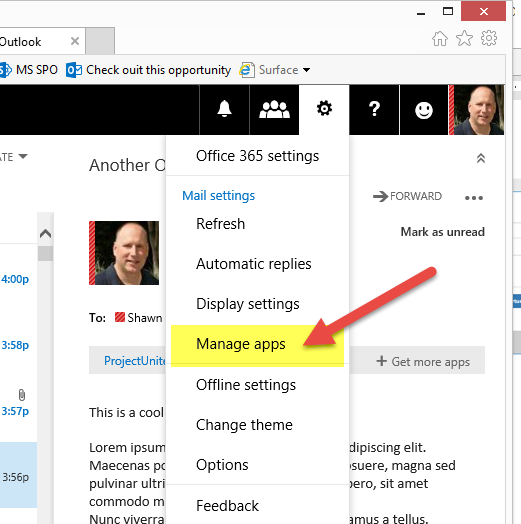 Outlook ×
MS SPO Check ouit this opportunity Surface
ATE
Another O
Office 365 settings
Mail settings
Refresh
Automatic replies
Display settings
Manage apps
Offline settings
Change theme
Options
Feedback
FORWARD
Mark as unread
4:00p
To: Shawn
3:58p
ProjectUnite
+ Get more apps
3:57p
This is a cool
3:56p
Lorem ipsum dipiscing elit.
Maecenas po suere, magna sed
pulvinar ultri pero, sit amet
commodo m
Nunc viverra amus a tellus.